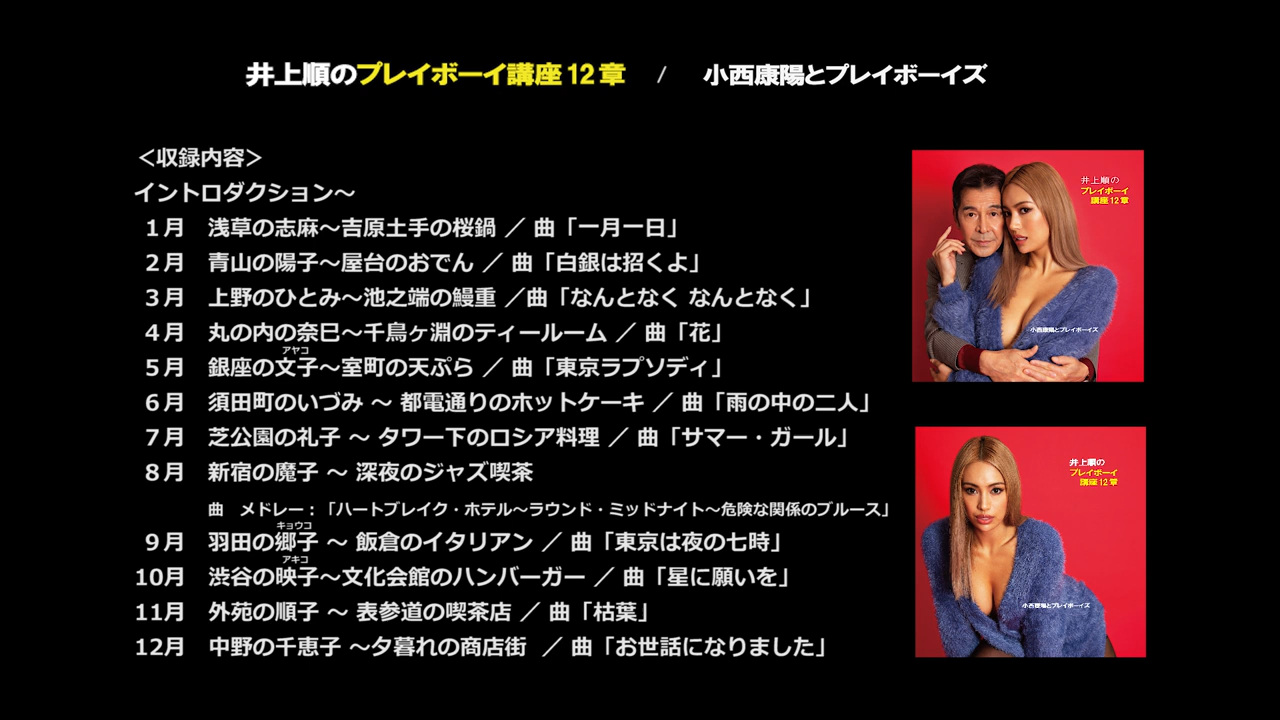 井上順のプレイボーイ講座12章 / 小西康陽とプレイボーイズ
＜収録内容＞
イントロダクション～
1月 浅草の志麻～吉原土手の桜鍋 ／ 曲「一月一日」
2月 青山の陽子～屋台のおでん ／ 曲「白銀は招くよ」
3月 上野のひとみ～池之端の鰻重 ／曲「なんとなく なんとなく」
4月 丸の内の奈巳～千鳥ヶ淵のティールーム ／ 曲「花」
アヤコ
5月 銀座の文子～室町の天ぷら ／ 曲「東京ラプソディ」
6月 須田町のいづみ ～ 都電通りのホットケーキ ／ 曲「雨の中の二人」
7月 芝公園の礼子 ～ タワー下のロシア料理 ／ 曲「サマー・ガール」
8月 新宿の魔子 ～ 深夜のジャズ喫茶
曲 メドレー：「ハートブレイク・ホテル～ラウンド・ミッドナイト～危険な関係のブルース」
キョウコ
9月 羽田の郷子 ～ 飯倉のイタリアン ／ 曲「東京は夜の七時」
アキコ
10月 渋谷の映子～文化会館のハンバーガー ／ 曲「星に願いを」
11月 外苑の順子 ～ 表参道の喫茶店 ／ 曲「枯葉」
12月 中野の千恵子 ～夕暮れの商店街 ／ 曲「お世話になりました」
井上順の
プレイボーイ
講座12章
小西康陽とプレイボーイズ
井上順の
プレイボーイ
講座12章
小西康陽とプレイボーイズ